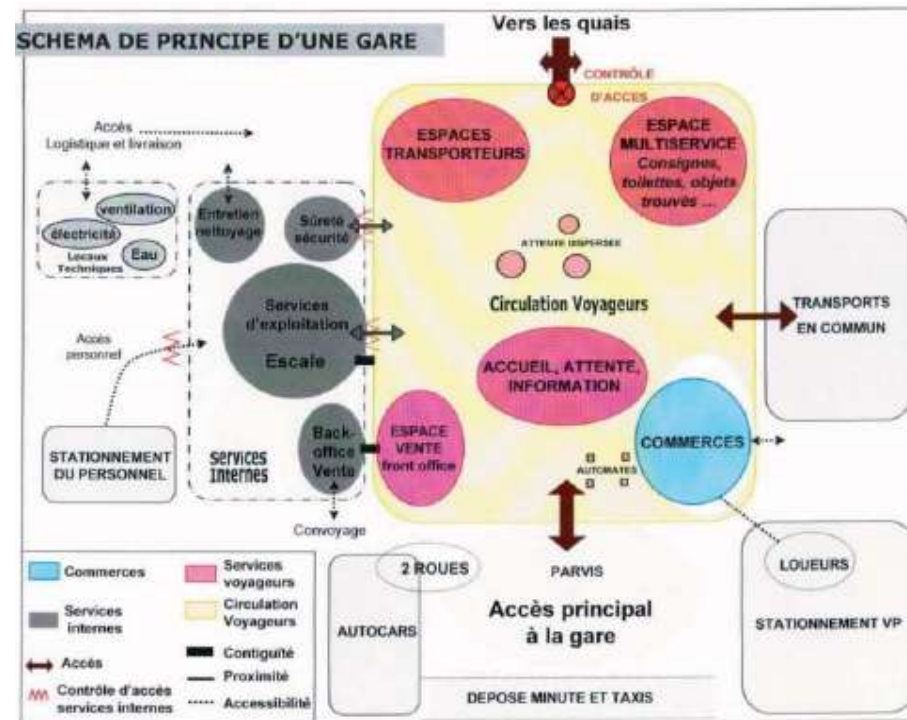 SCHEMA DE PRINCIPE D'UNE GARE
Vers les quais
CONTRÔLE
D'ACCES
Accès
Logistique et livraison
ESPACES
TRANSPORTEURS
ESPACE
MULTISERVICE
Consignes,
toilettes, objets
trouvés ...
ventilation
électricité
Eau
Locaux
Techniques
Entretien
nettoyage
Sûreté
sécurité
ATTENTE DISPERSEE
Circulation Voyageurs
TRANSPORTS
EN COMMUN
Services
d'exploitation
Escale
Accès
personnel
ACCUEIL, ATTENTE,
INFORMATION
STATIONNEMENT
DU PERSONNEL
Services
Internes
Back-
office
Vente
ESPACE
VENTE
front office
COMMERCES
AUTOMATES
Convoyage
2 ROUES
AUTOCARS
PARVIS
Accès principal
à la gare
LOUEURS
STATIONNEMENT VP
DEPOSE MINUTE ET TAXIS
Commerces
Services
internes
Accès
Contrôle d'accès
services internes
Services
voyageurs
Circulation
Voyageurs
Contiguïté
Proximité
Accessibilité